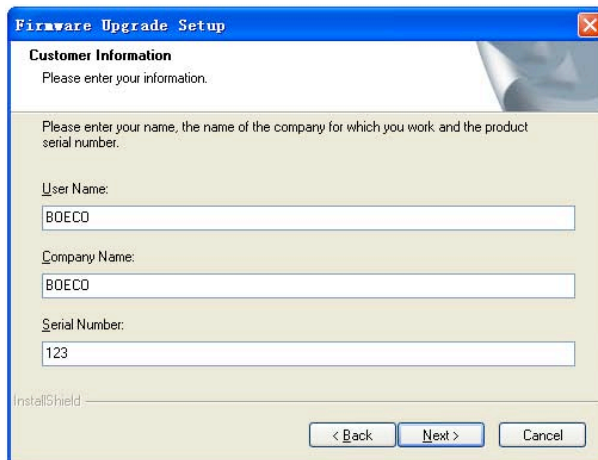 Firmware Upgrade Setup
Customer Information
Please enter your information.
Please enter your name, the name of the company for which you work and the product
serial number.
User Name:
BOECO
Company Name:
BOECO
Serial Number:
123
InstallShield
< Back
Next >
Cancel